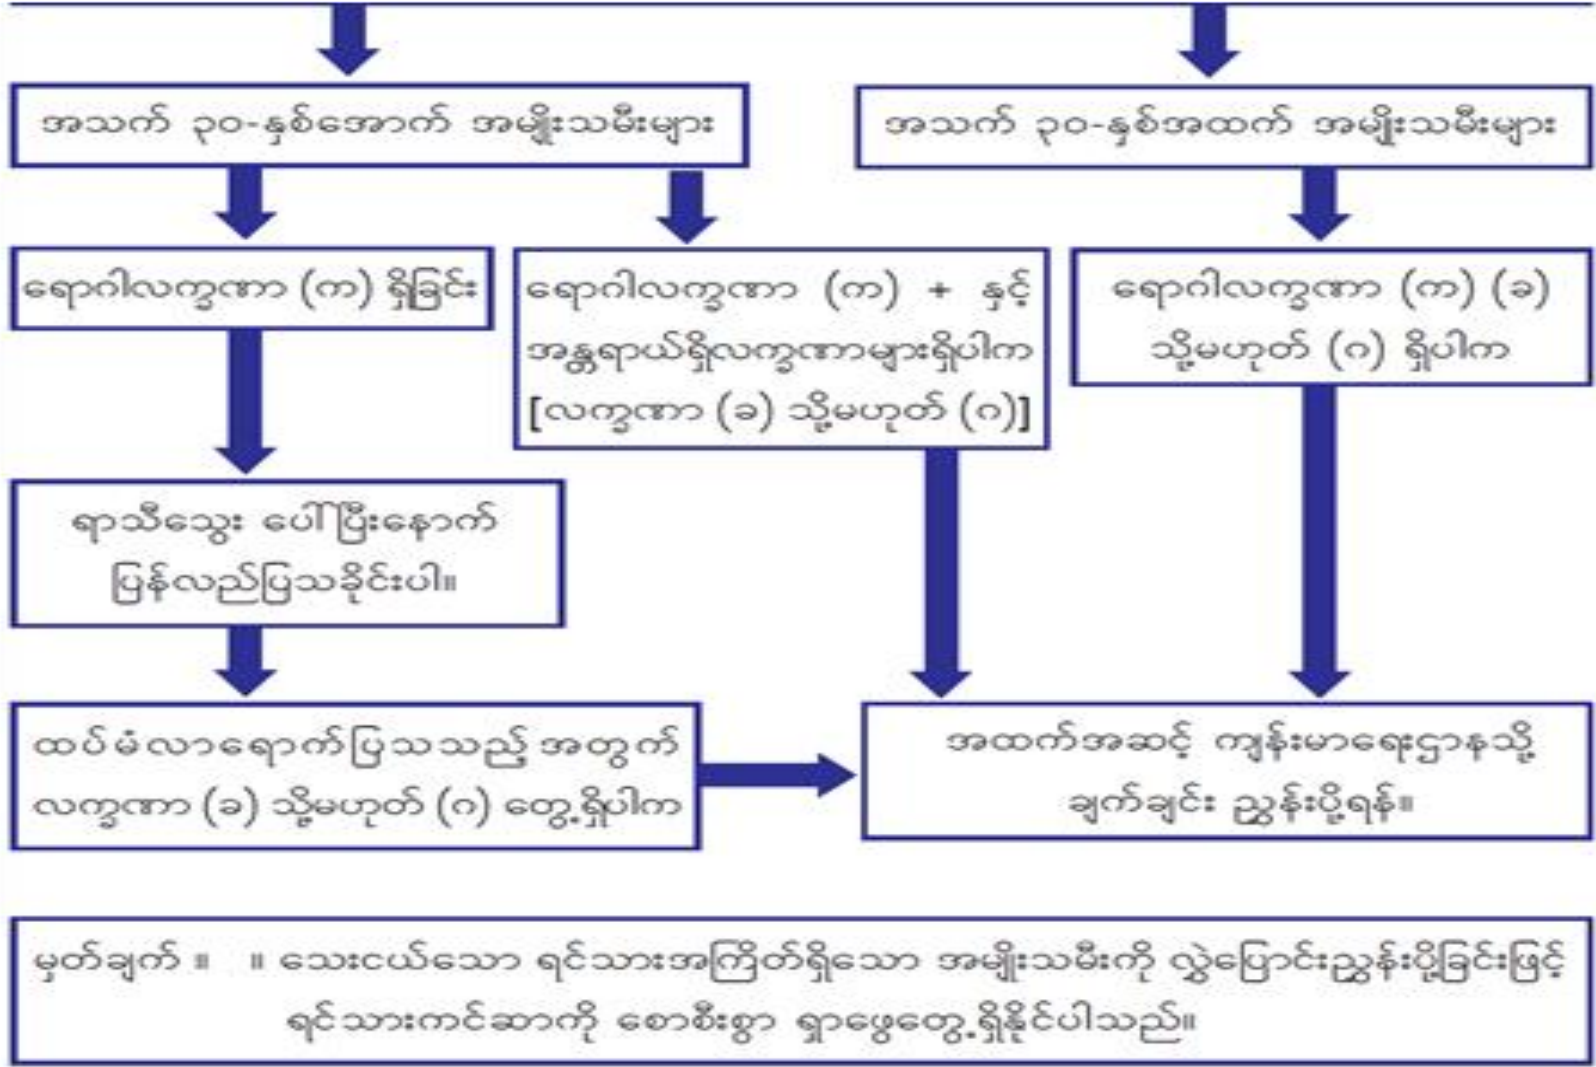 အသက် ၃၀-နှစ်အောက် အမျိုးသမီးများ
အသက် ၃၀-နှစ်အထက် အမျိုးသမီးများ
ရောဂါလက္ခဏာ (က) ရှိခြင်း
ရောဂါလက္ခဏာ (က) + နှင့်
အန္တရာယ်ရှိလက္ခဏာများရှိပါက
[လက္ခဏာ (ခ) သို့မဟုတ် (ဂ)]
ရောဂါလက္ခဏာ (က) (ခ)
သို့မဟုတ် (ဂ) ရှိပါက
ရာသီသွေး ပေါ်ပြီးနောက်
ပြန်လည်ပြသခိုင်းပါ။
ထပ်မံလာရောက်ပြသသည့် အတွက်
လက္ခဏာ (ခ) သို့မဟုတ် (ဂ) တွေ့ရှိပါက
အထက်အဆင့် ကျန်းမာရေးဌာနသို့
ချက်ချင်း ညွှန်းပို့ရန်။
မှတ်ချက် ။ ။ သေးငယ်သော ရင်သားအကြိတ်ရှိသော အမျိုးသမီးကို လွှဲပြောင်းညွှန်းပို့ခြင်းဖြင့်
ရင်သားကင်ဆာကို စောစီးစွာ ရှာဖွေတွေ့ရှိနိုင်ပါသည်။